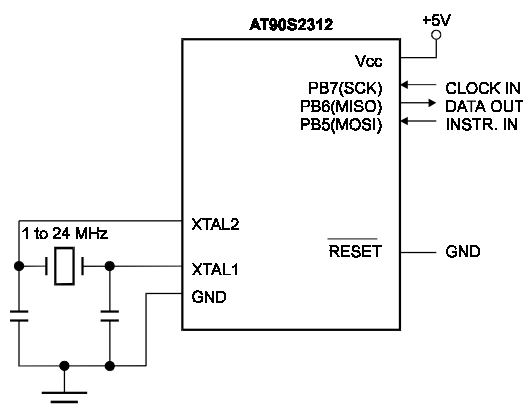 AT90S2312
+5V
Vcc
PB7(SCK) CLOCK IN
PB6(MISO) DATA OUT
PB5(MOSI) INSTR. IN
XTAL2
1 to 24 MHz
RESET GND
XTAL1
GND